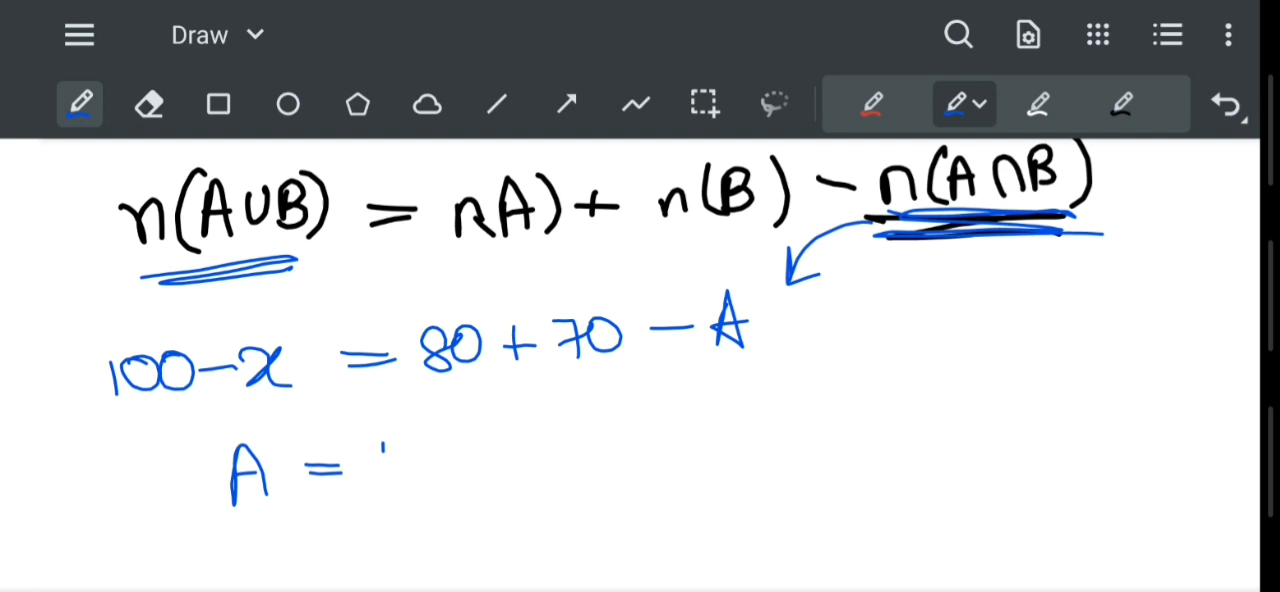 Draw
n(A∪B) = nA) + n(B) - n(A∩B)
100-x = 80 + 70 - A
A = '